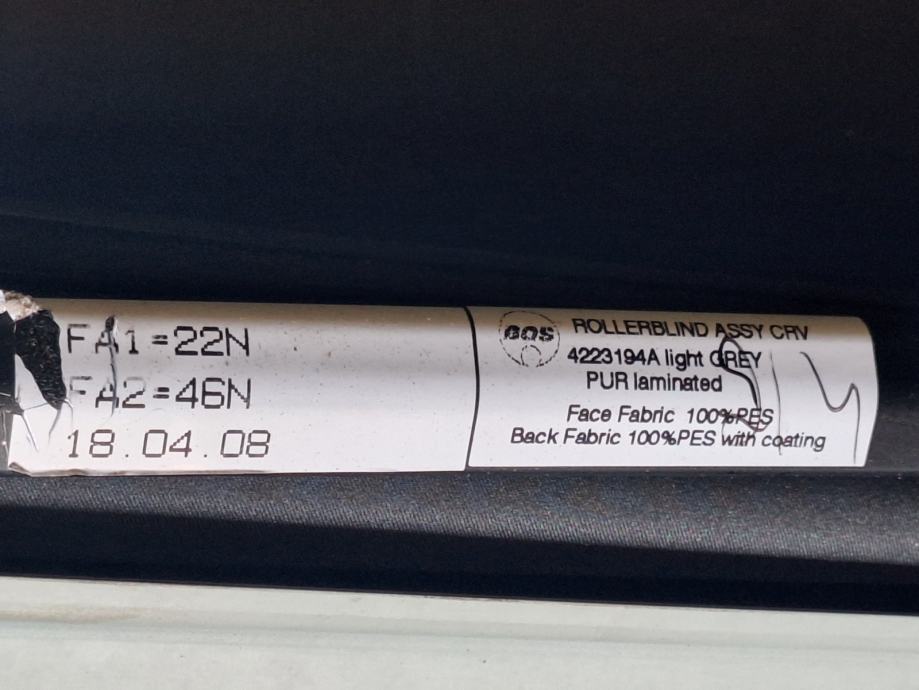 FA1=22N
FA2=46N
18.04.08
BOS
ROLLERBLIND ASSY CRV
4223194A light GREY
PUR laminated
Face Fabric 100%PES
Back Fabric 100%PES with coating